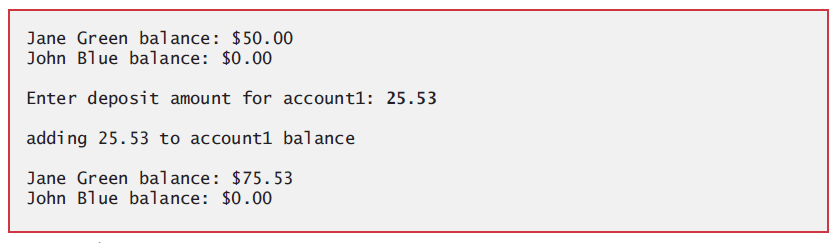 Jane Green balance: $50.00
John Blue balance: $0.00
Enter deposit amount for account1: 25.53
adding 25.53 to account1 balance
Jane Green balance: $75.53
John Blue balance: $0.00